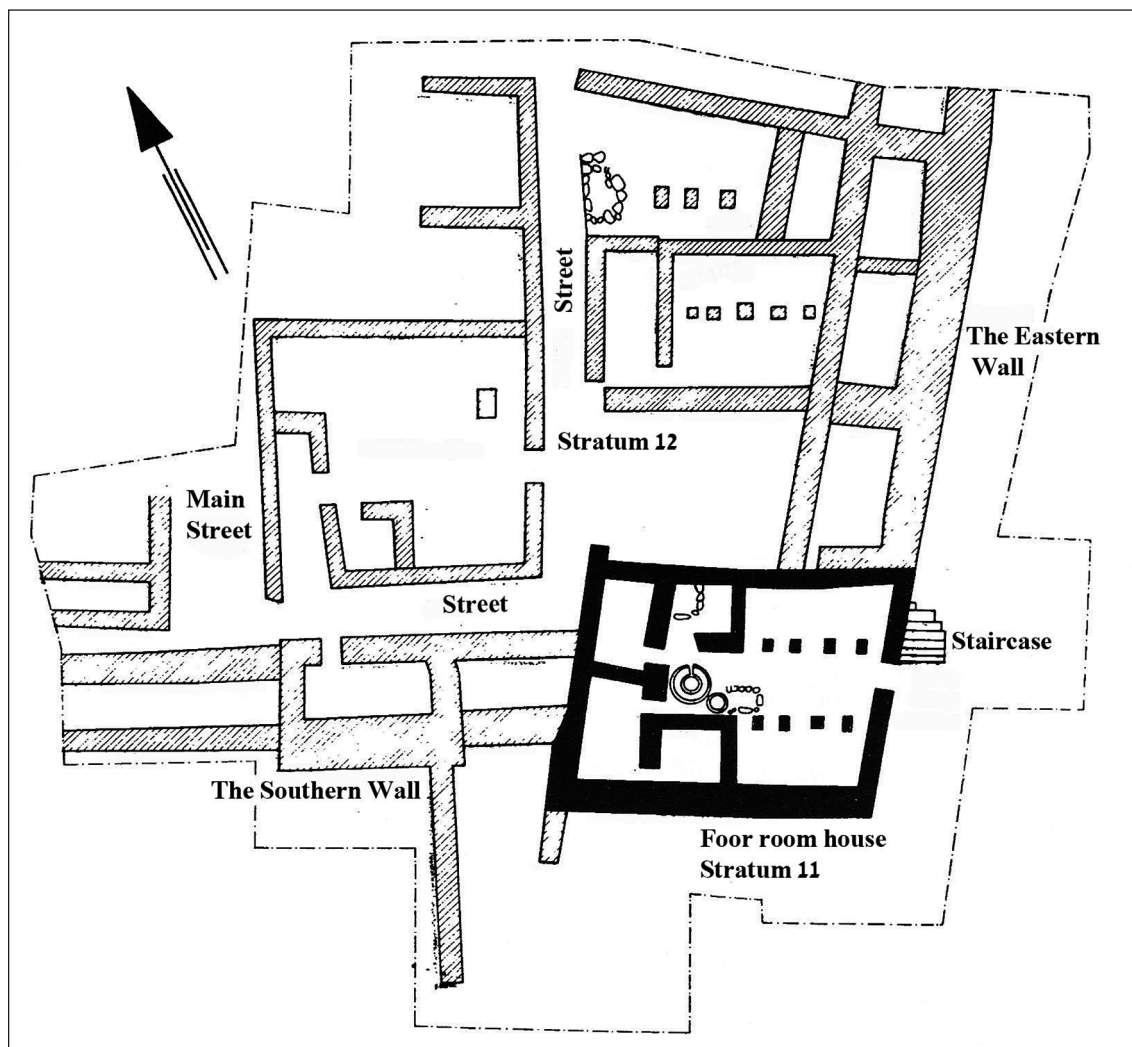 Street
The Eastern
Wall
Stratum 12
Main
Street
Street
Staircase
The Southern Wall
Foor room house
Stratum 11